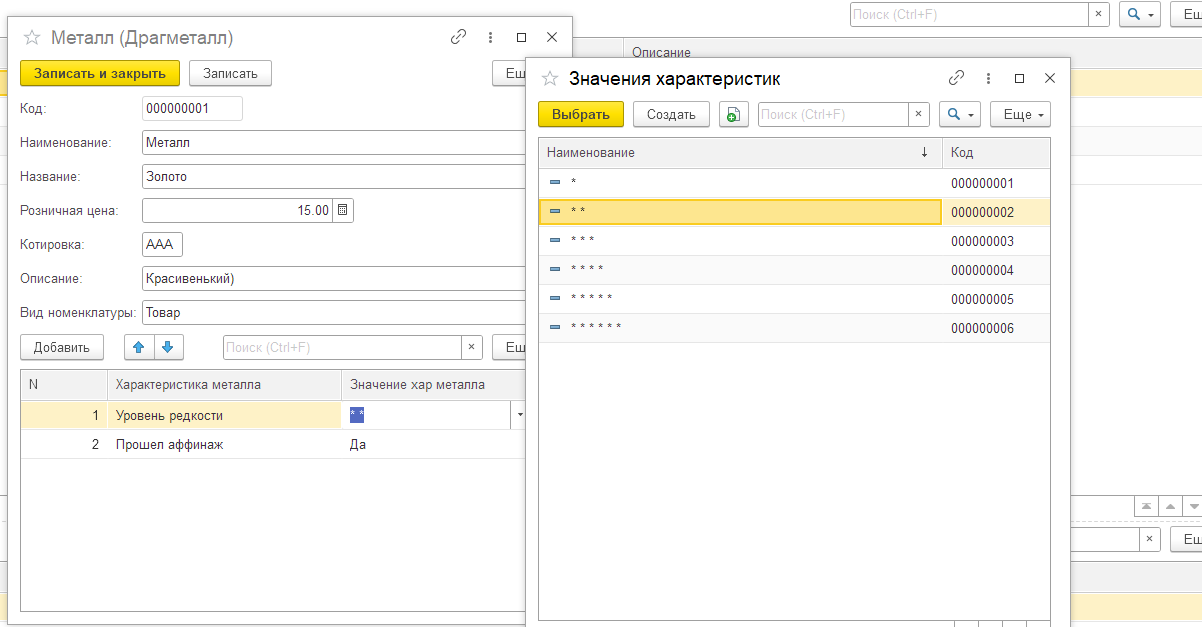 Поиск (Ctrl+F)
Ещ
Описание
Металл (Драгметалл)
Записать и закрыть
Записать
Ещ
Код:
000000001
Наименование:
Металл
Название:
Золото
Розничная цена:
15.00
Котировка:
ААА
Описание:
Красивенький)
Вид номенклатуры:
Товар
Добавить
Поиск (Ctrl+F)
Ещ
N Характеристика металла Значение хар металла
1 Уровень редкости * *
2 Прошел аффинаж Да
Значения характеристик
Выбрать
Создать
Поиск (Ctrl+F)
Еще
Наименование Код
* 000000001
* * 000000002
* * * 000000003
* * * * 000000004
* * * * * 000000005
* * * * * * 000000006
Ещ